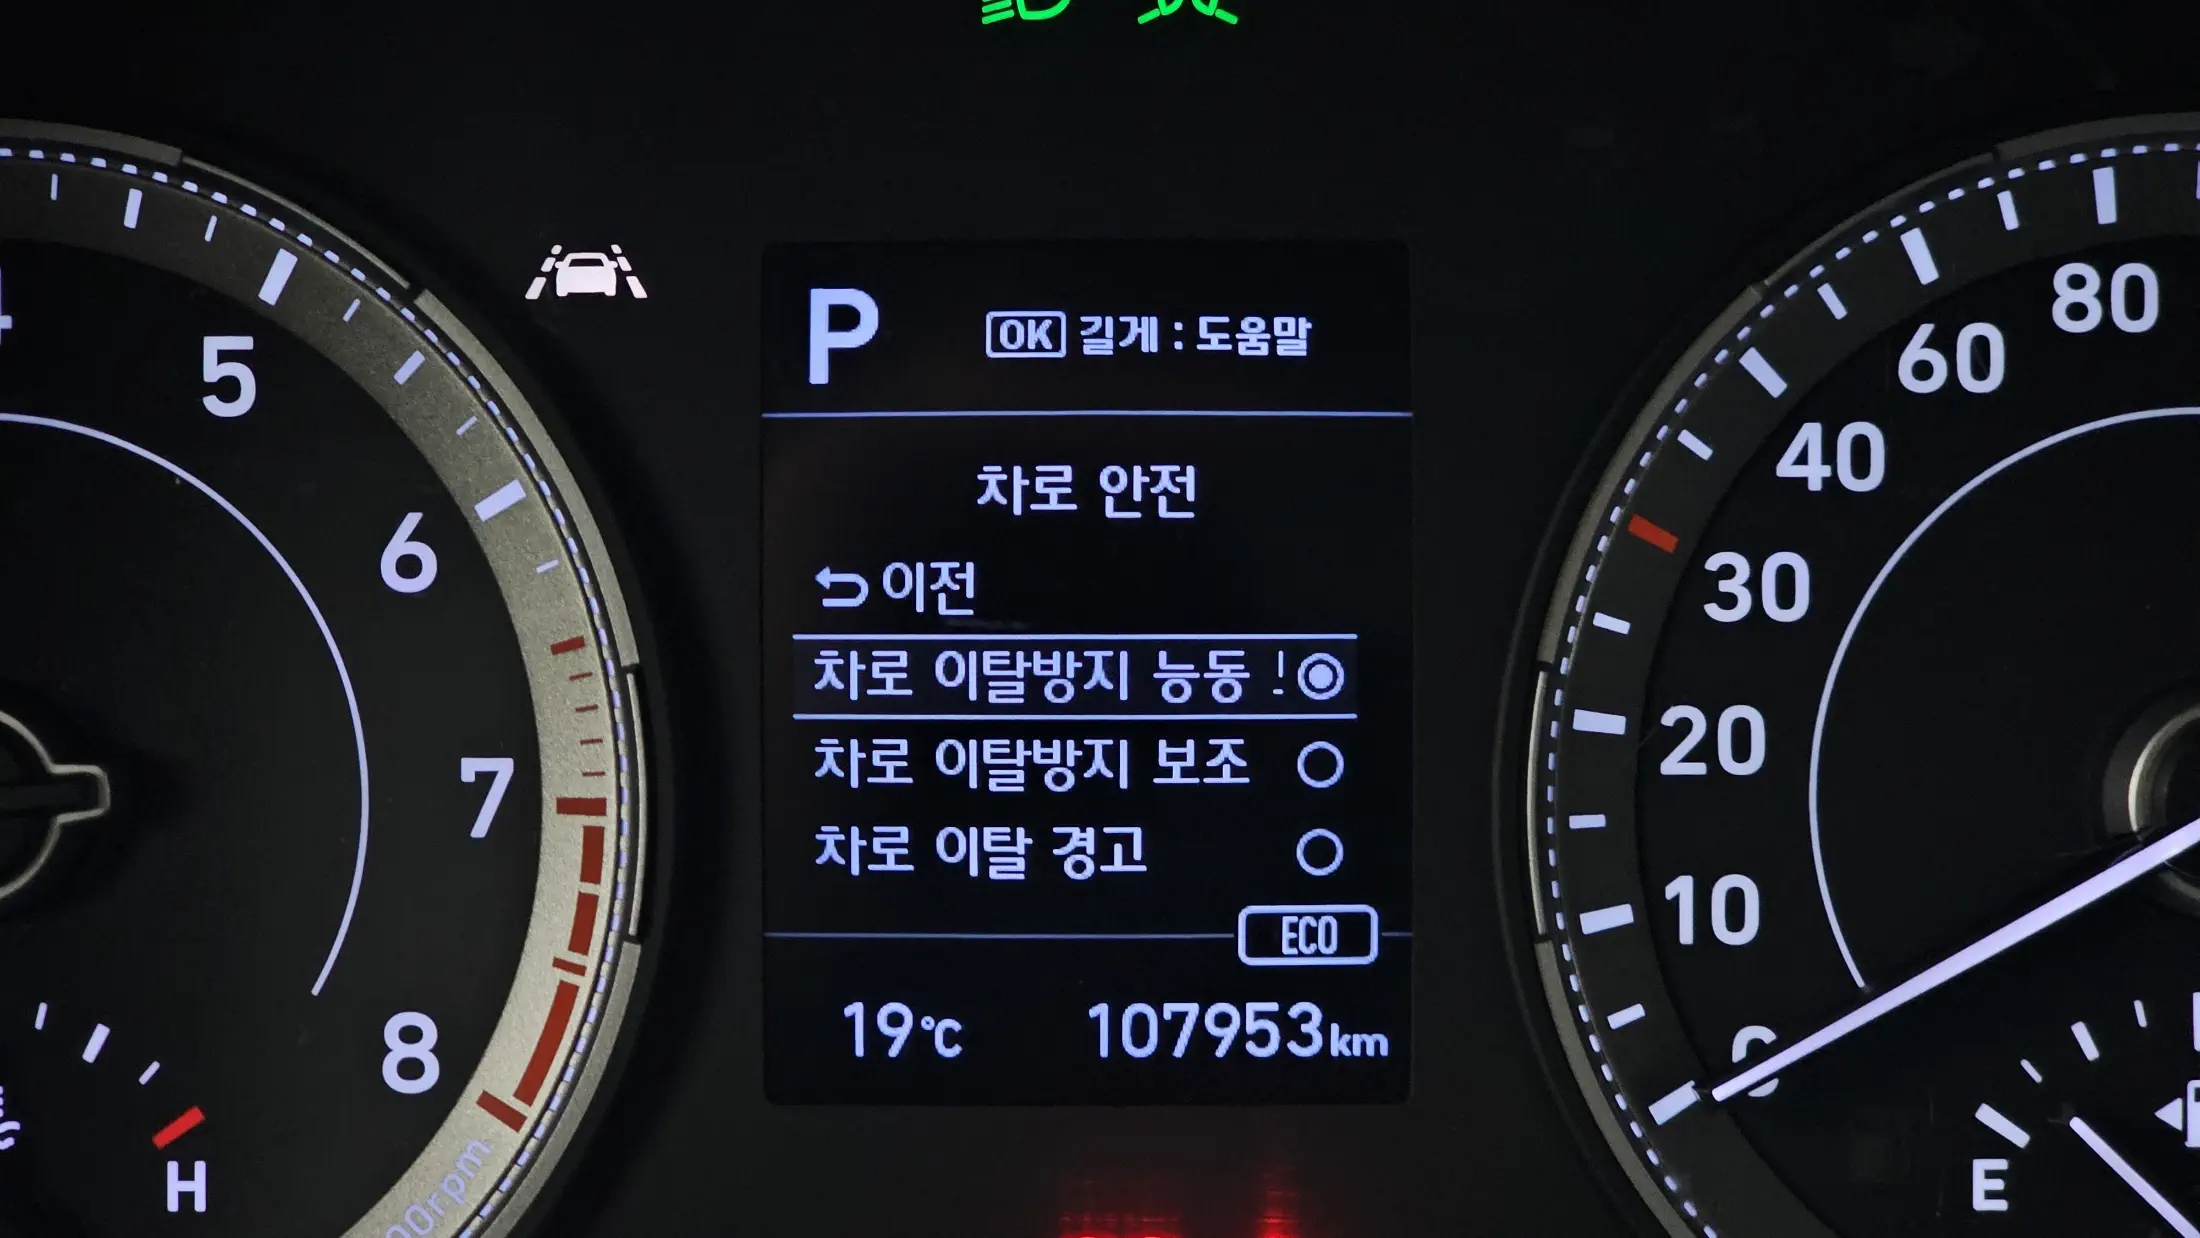 P
OK 길게 : 도움말
차로 안전
이전
차로 이탈방지 능동 !
차로 이탈방지 보조
차로 이탈 경고
ECO
19℃ 107953km
5
6
7
8
H
80
60
40
30
20
10
0
E